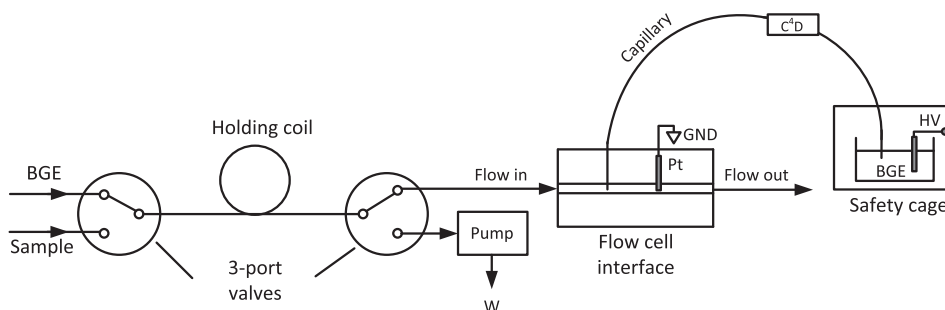 Capillary
C⁴D
Holding coil
HV
GND
BGE
Pt
Flow in
Flow out
BGE
Sample
Pump
Safety cage
Flow cell
interface
3-port
valves
W